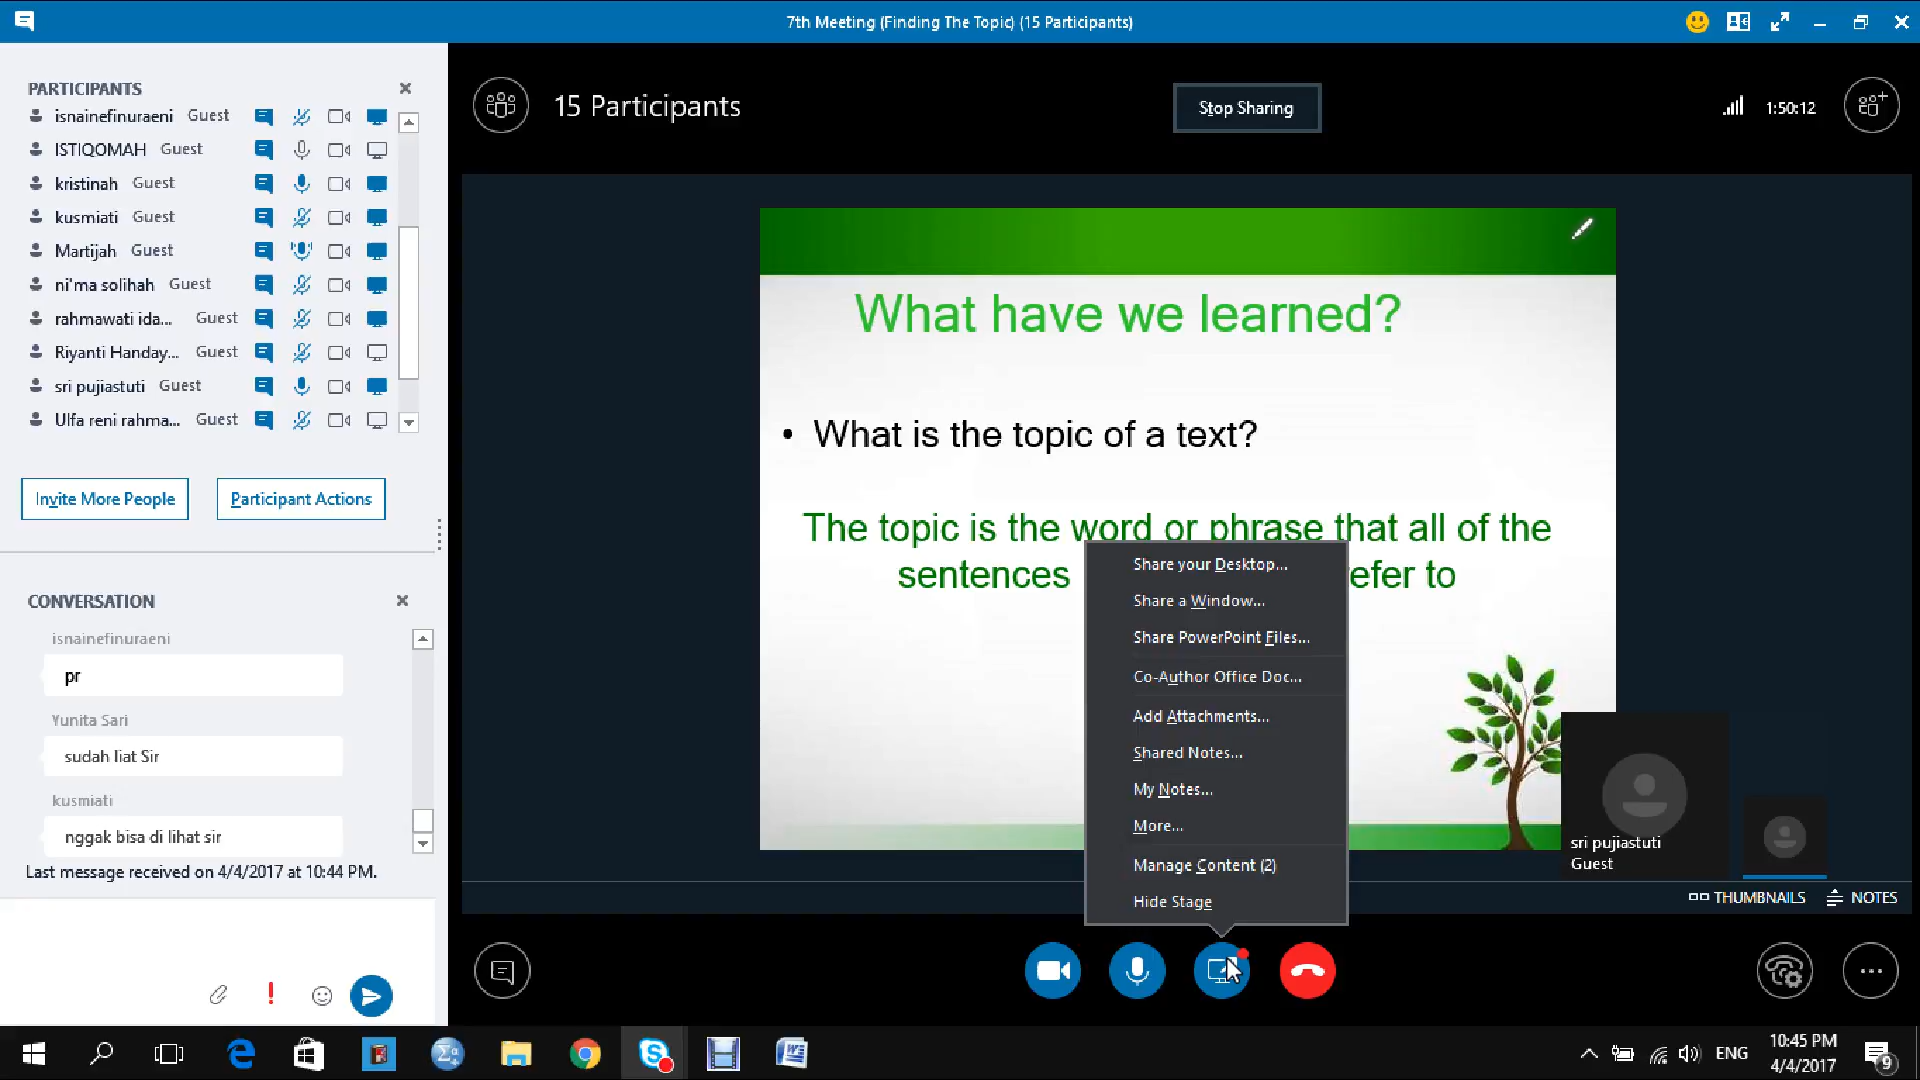 7th Meeting (Finding The Topic) (15 Participants)
PARTICIPANTS
isnainefinuraeni Guest
ISTIQOMAH Guest
kristinah Guest
kusmiati Guest
Martijah Guest
ni'ma solihah Guest
rahmawati ida... Guest
Riyanti Handay... Guest
sri pujiastuti Guest
Ulfa reni rahma... Guest
Invite More People
Participant Actions
CONVERSATION
isnainefinuraeni
pr
Yunita Sari
sudah liat Sir
kusmiati
nggak bisa di lihat sir
Last message received on 4/4/2017 at 10:44 PM.
15 Participants
Stop Sharing
1:50:12
What have we learned?
• What is the topic of a text?
The topic is the word or phrase that all of the
sentences
efer to
Share your Desktop...
Share a Window...
Share PowerPoint Files...
Co-Author Office Doc...
Add Attachments...
Shared Notes...
My Notes...
More...
Manage Content (2)
Hide Stage
sri pujiastuti
Guest
THUMBNAILS
NOTES
ENG
10:45 PM
4/4/2017
9